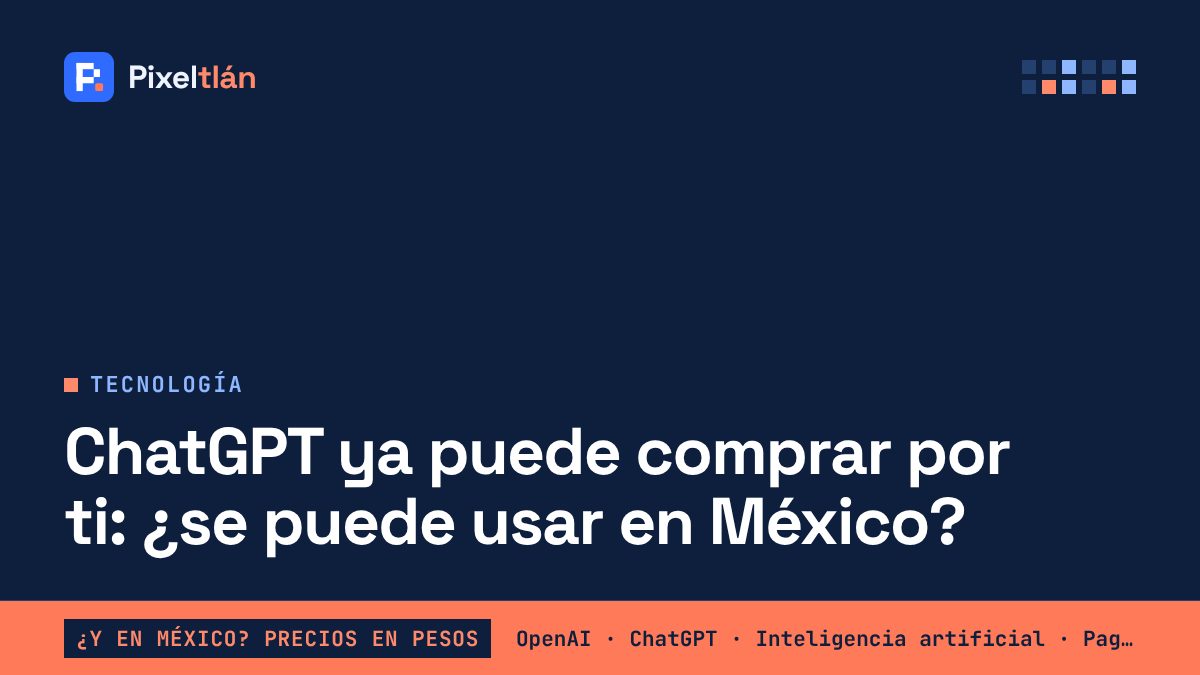 Pixeltlán
TECNOLOGÍA
ChatGPT ya puede comprar por
ti: ¿se puede usar en México?
¿Y EN MÉXICO? PRECIOS EN PESOS
OpenAI · ChatGPT · Inteligencia artificial · Pag…